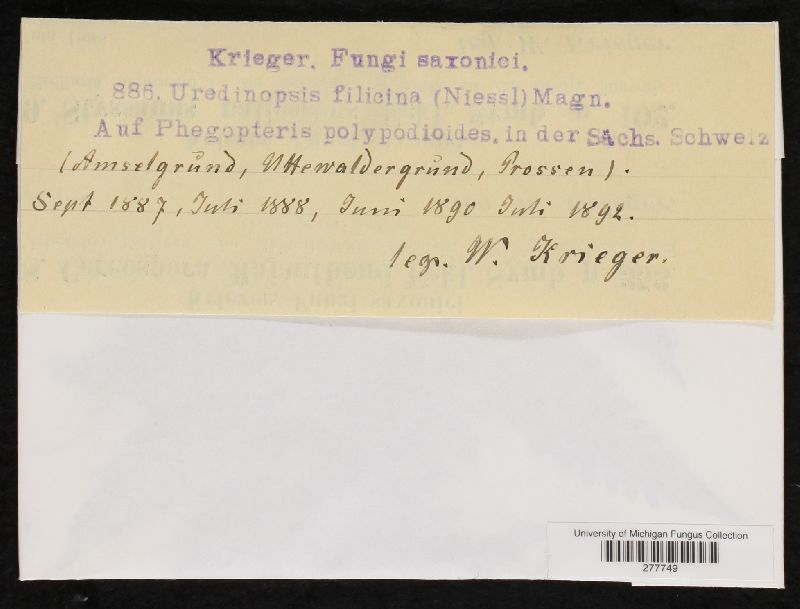 Krieger. Fungi saxonici.
886. Uredinopsis filicina (Niessl) Magn.
Auf Phegopteris polypodioides, in der Sächs. Schweiz
(Amselgrund, Uttewaldergrund, Prossen).
Sept 1887, Juli 1888, Juni 1890 Juli 1892.
leg. W. Krieger.
University of Michigan Fungus Collection
277749